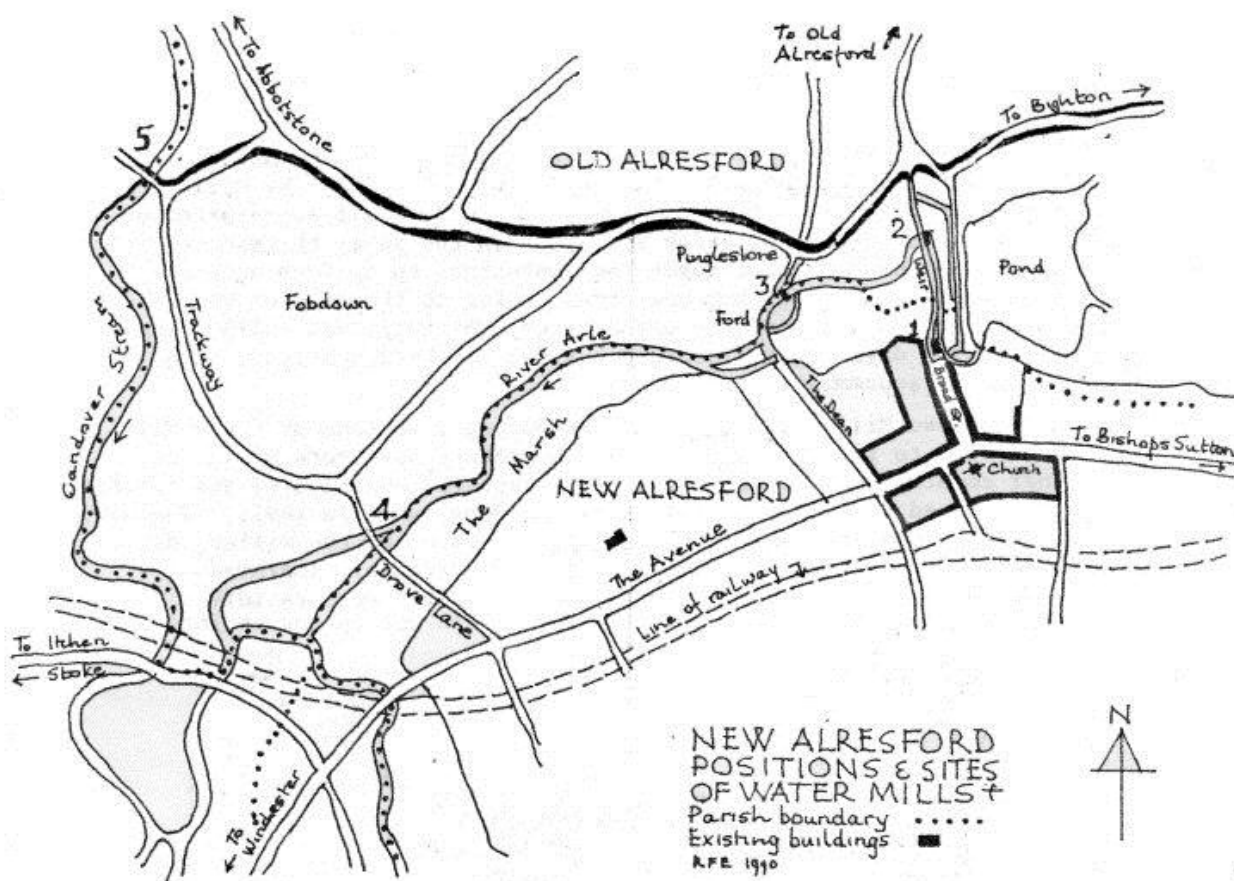 To Old
Alresford
To Abbotstone
To Bighton
5
OLD ALRESFORD
2
Pinglestone
Pond
Weir
3
Fobdown
Ford
Trackway
River Arle
1
Candover Stream
The Dean
Broad St.
The Marsh
To Bishops Sutton
Church
NEW ALRESFORD
4
The Avenue
Drove Lane
Line of railway
To Itchen
Stoke
To
Winchester
N
NEW ALRESFORD
POSITIONS & SITES
OF WATER MILLS +
Parish boundary
Existing buildings
RFE 1990